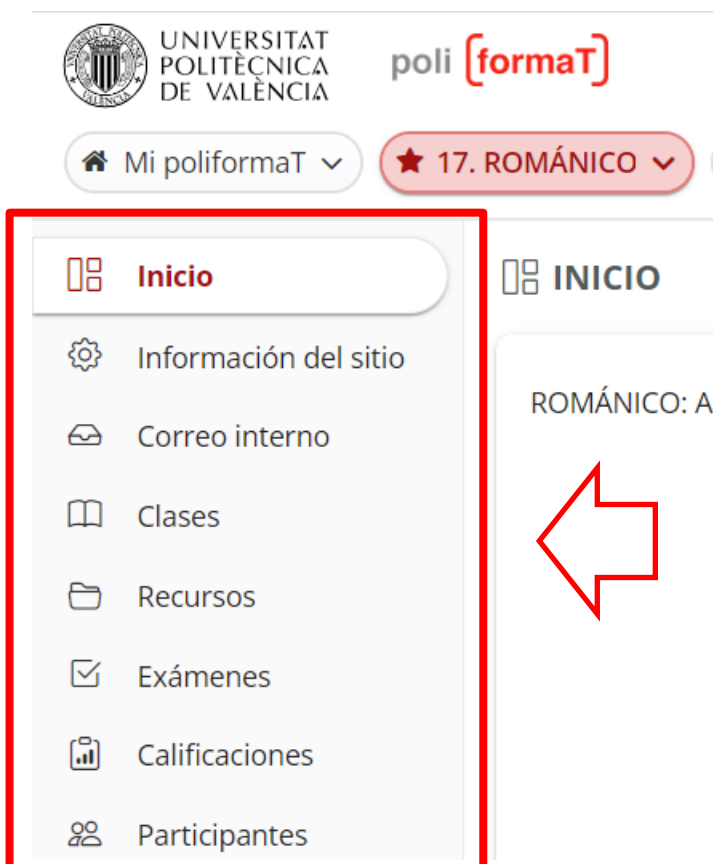 UNIVERSITAT
POLITÈCNICA
DE VALÈNCIA
poli [formaT]
Mi poliformaT
17. ROMÁNICO
Inicio
Información del sitio
Correo interno
Clases
Recursos
Exámenes
Calificaciones
Participantes
INICIO
ROMÁNICO: A